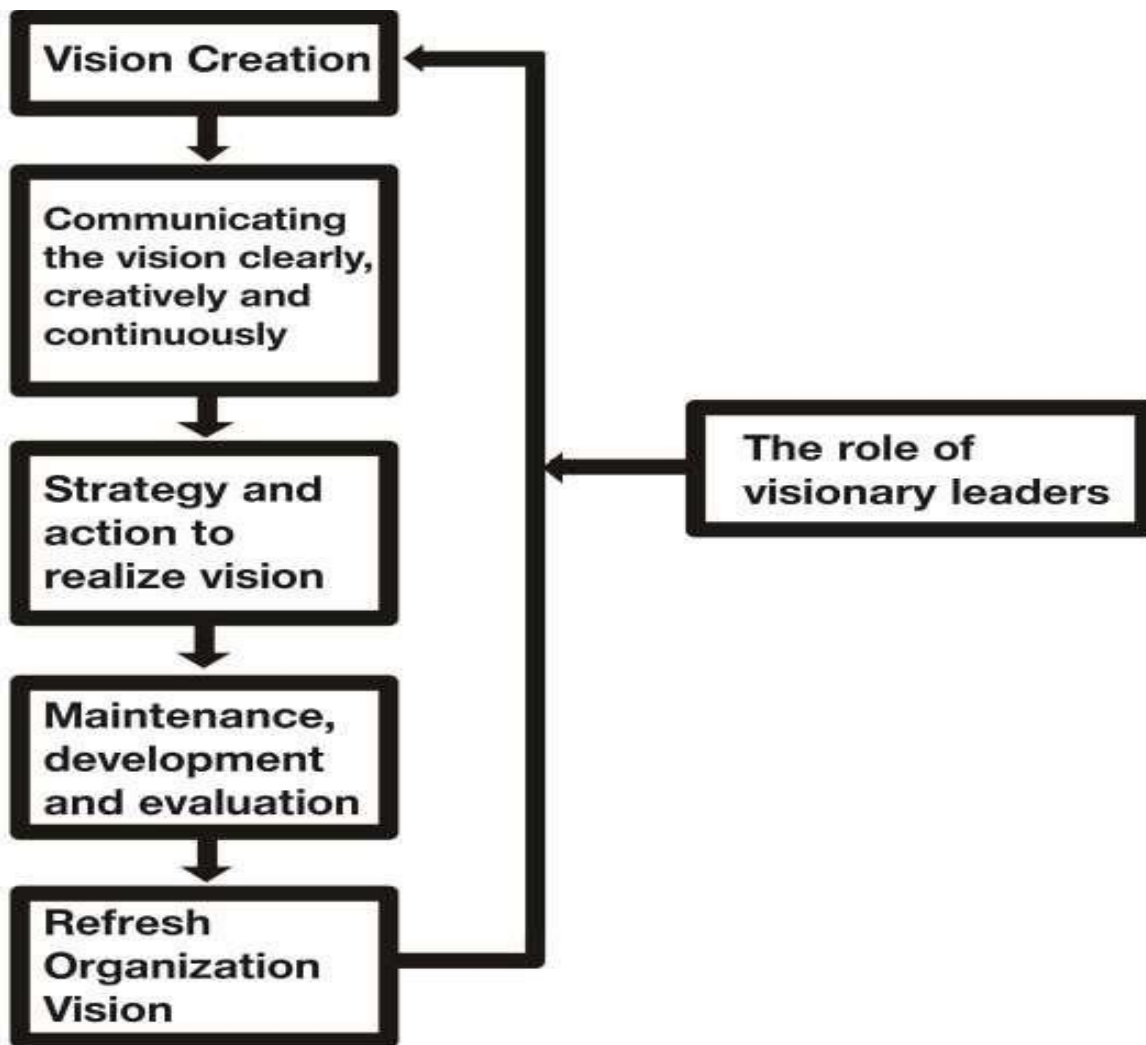 Vision Creation
Communicating
the vision clearly,
creatively and
continuously
Strategy and
action to
realize vision
Maintenance,
development
and evaluation
Refresh
Organization
Vision
The role of
visionary leaders